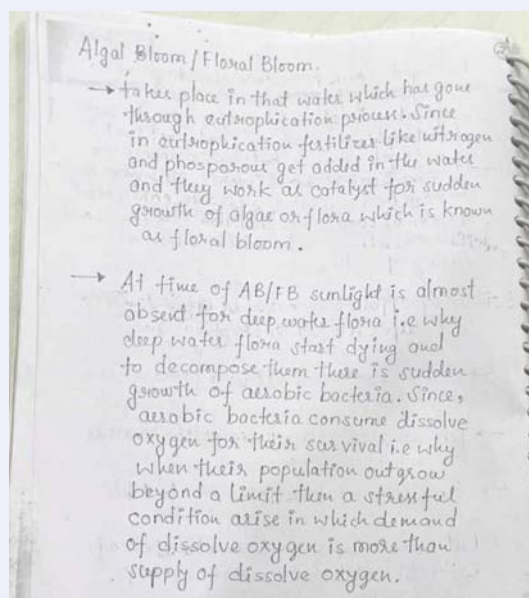 Algal Bloom/Floral Bloom.
→ takes place in that water which has gone
through eutrophication process. Since
in eutrophication fertilizer like nitrogen
and phosporous get added in the water
and they work as catalyst for sudden
growth of algae or flora which is known
as floral bloom.
→ At time of AB/FB sunlight is almost
absent for deep water flora i.e why
deep water flora start dying and
to decompose them there is sudden
growth of aerobic bacteria. Since,
aerobic bacteria consume dissolve
oxygen for their survival i.e why
when their population outgrow
beyond a limit then a stressful
condition arise in which demand
of dissolve oxygen is more than
supply of dissolve oxygen.